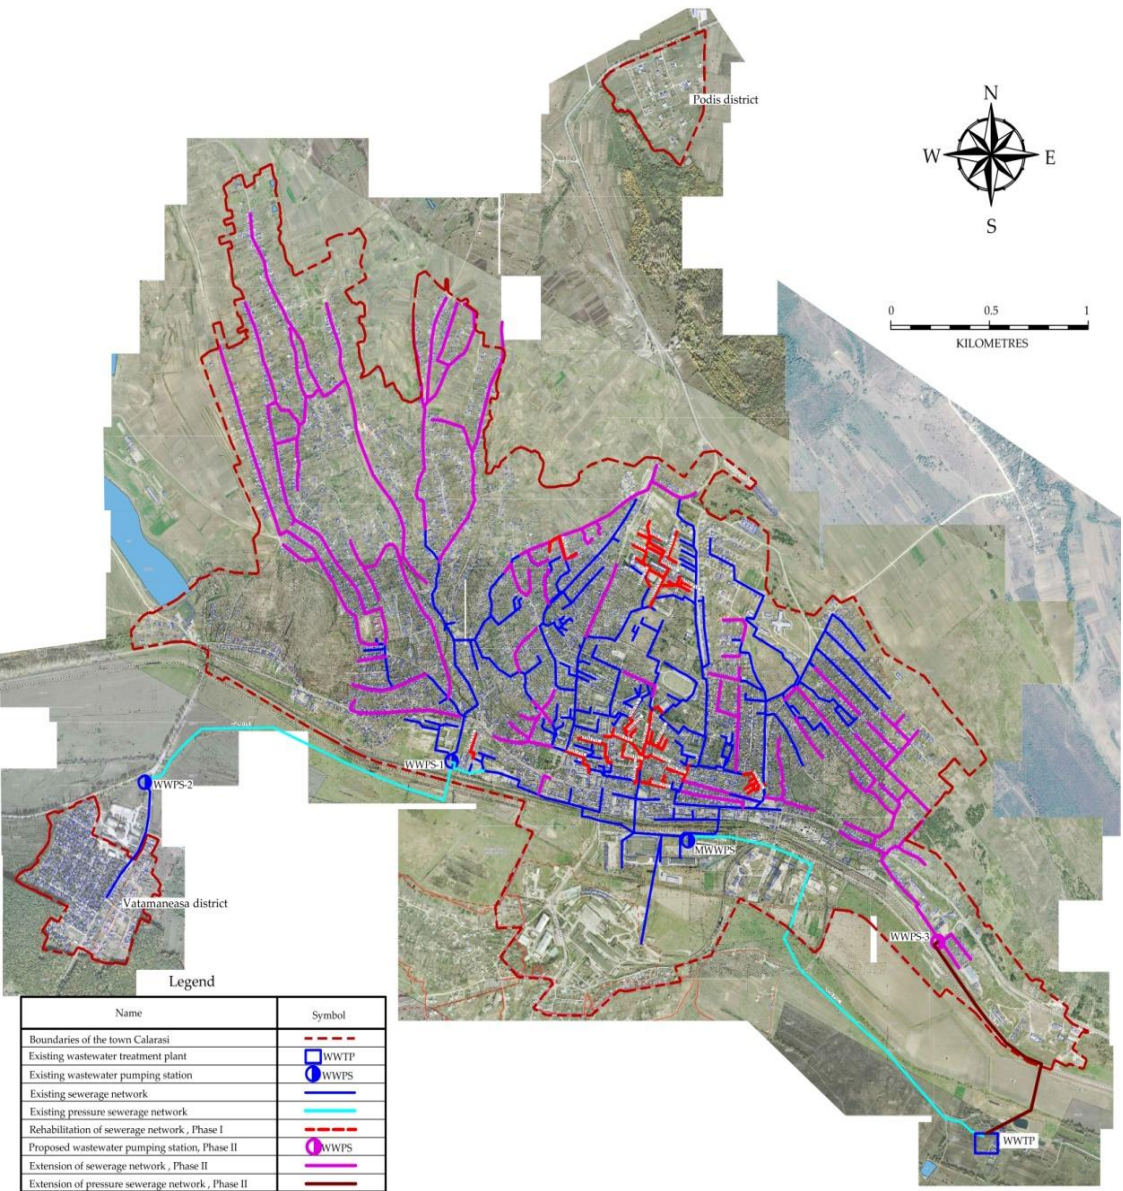 Podis district
N
W E
S
0 0.5 1
KILOMETRES
WWPS-1
WWPS-2
MWWPS
Vatamaneasa district
WWPS-3
WWTP
Legend
Name Symbol
Boundaries of the town Calarasi
Existing wastewater treatment plant WWTP
Existing wastewater pumping station WWPS
Existing sewerage network
Existing pressure sewerage network
Rehabilitation of sewerage network , Phase I
Proposed wastewater pumping station, Phase II WWPS
Extension of sewerage network , Phase II
Extension of pressure sewerage network , Phase II